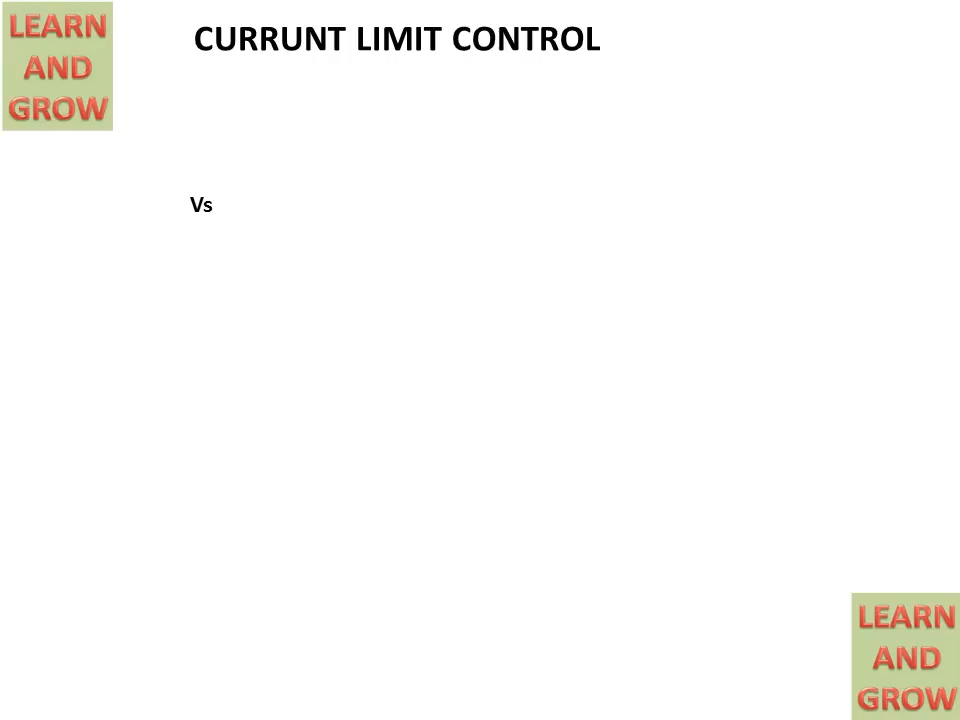 LEARN
AND
GROW
CURRUNT LIMIT CONTROL
Vs
LEARN
AND
GROW